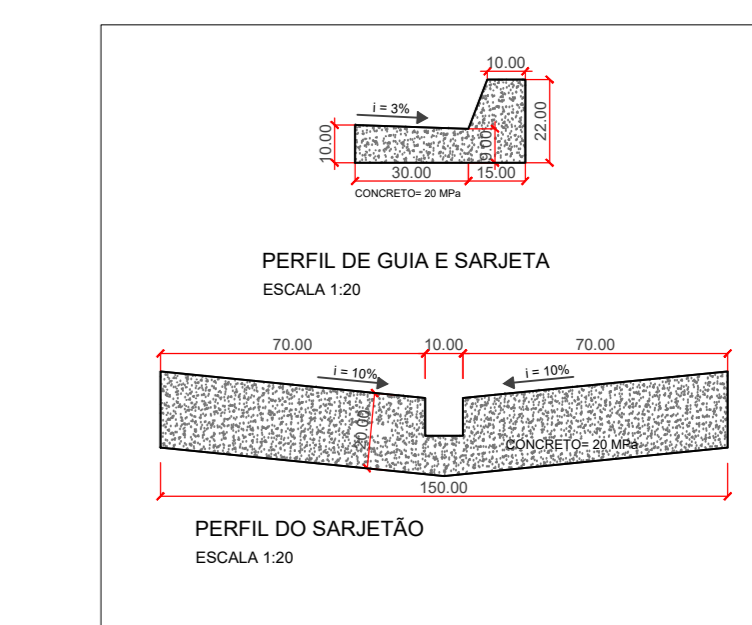 10.00
i = 3%
10.00
9.00
22.00
30.00
15.00
CONCRETO= 20 MPa
PERFIL DE GUIA E SARJETA
ESCALA 1:20
70.00
10.00
70.00
i = 10%
i = 10%
20.00
CONCRETO= 20 MPa
150.00
PERFIL DO SARJETÃO
ESCALA 1:20